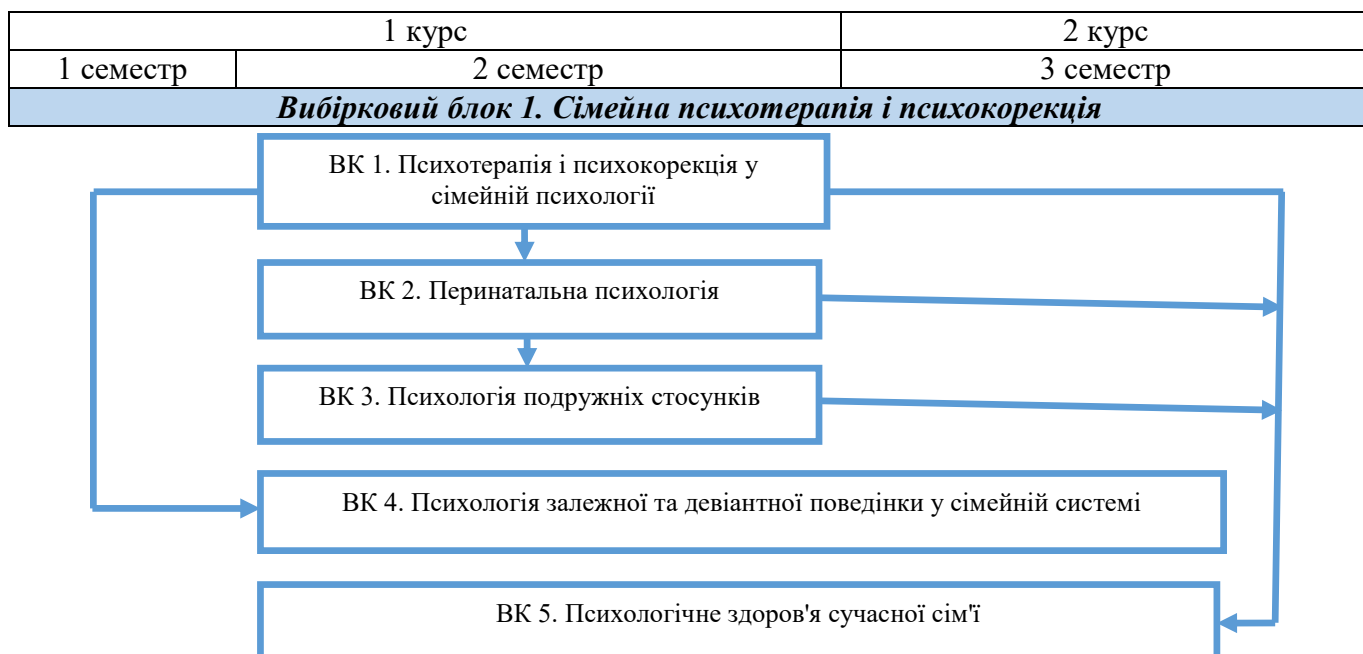 1 курс 2 курс
1 семестр 2 семестр 3 семестр
Вибірковий блок 1. Сімейна психотерапія і психокорекція
ВК 1. Психотерапія і психокорекція у
сімейній психології
ВК 2. Перинатальна психологія
ВК 3. Психологія подружніх стосунків
ВК 4. Психологія залежної та девіантної поведінки у сімейній системі
ВК 5. Психологічне здоров'я сучасної сім'ї